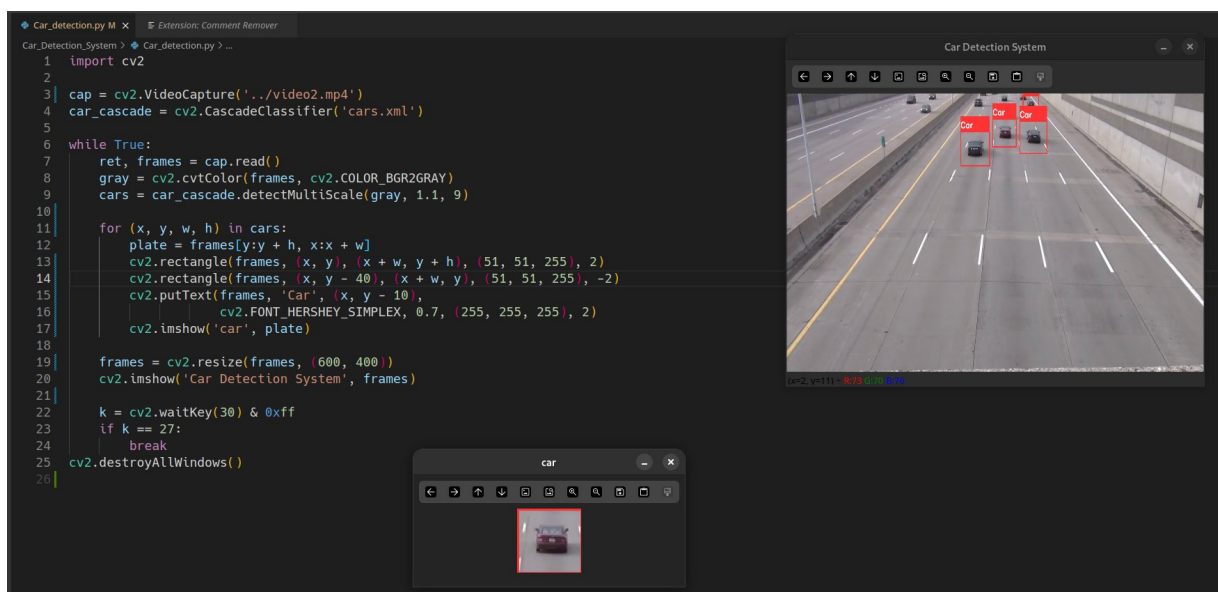 Car_detection.py M ×
Extension: Comment Remover
Car_Detection_System > Car_detection.py > ...
1 import cv2
2
3 cap = cv2.VideoCapture('../video2.mp4')
4 car_cascade = cv2.CascadeClassifier('cars.xml')
5
6 while True:
7     ret, frames = cap.read()
8     gray = cv2.cvtColor(frames, cv2.COLOR_BGR2GRAY)
9     cars = car_cascade.detectMultiScale(gray, 1.1, 9)
10
11     for (x, y, w, h) in cars:
12         plate = frames[y:y + h, x:x + w]
13         cv2.rectangle(frames, (x, y), (x + w, y + h), (51, 51, 255), 2)
14         cv2.rectangle(frames, (x, y - 40), (x + w, y), (51, 51, 255), -2)
15         cv2.putText(frames, 'Car', (x, y - 10),
16                     cv2.FONT_HERSHEY_SIMPLEX, 0.7, (255, 255, 255), 2)
17         cv2.imshow('car', plate)
18
19     frames = cv2.resize(frames, (600, 400))
20     cv2.imshow('Car Detection System', frames)
21
22     k = cv2.waitKey(30) & 0xff
23     if k == 27:
24         break
25 cv2.destroyAllWindows()
26
Car Detection System
Car
Car
Car
(x=2, y=11) ~ R:73 G:70
car